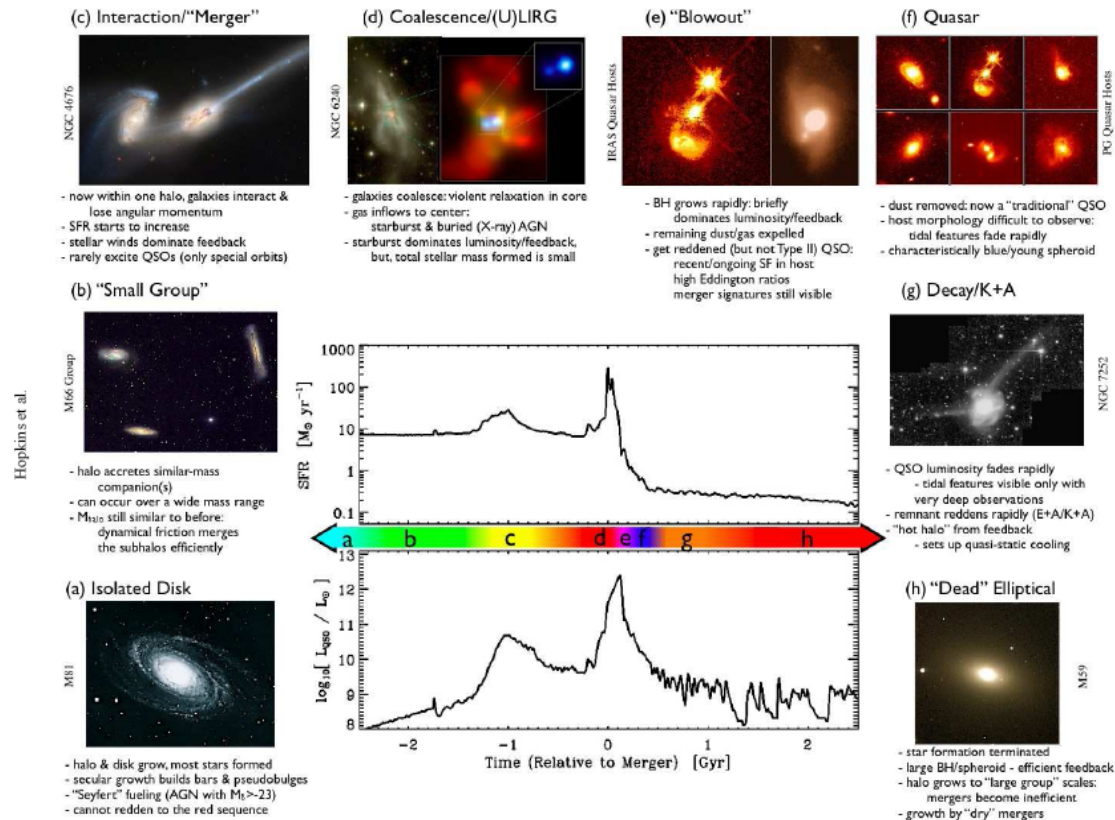 (c) Interaction/"Merger"
NGC 4676
- now within one halo, galaxies interact &
lose angular momentum
- SFR starts to increase
- stellar winds dominate feedback
- rarely excite QSOs (only special orbits)
(d) Coalescence/(U)LIRG
NGC 6240
- galaxies coalesce: violent relaxation in core
- gas inflows to center:
starburst & buried (X-ray) AGN
- starburst dominates luminosity/feedback,
but, total stellar mass formed is small
(e) "Blowout"
IRAS Quasar Hosts
- BH grows rapidly: briefly
dominates luminosity/feedback
- remaining dust/gas expelled
- get reddened (but not Type II) QSO:
recent/ongoing SF in host
high Eddington ratios
merger signatures still visible
(f) Quasar
PG Quasar Hosts
- dust removed: now a "traditional" QSO
- host morphology difficult to observe:
tidal features fade rapidly
- characteristically blue/young spheroid
(b) "Small Group"
M66 Group
- halo accretes similar-mass
companion(s)
- can occur over a wide mass range
- Mhalo still similar to before:
dynamical friction merges
the subhalos efficiently
(g) Decay/K+A
NGC 7252
- QSO luminosity fades rapidly
- tidal features visible only with
very deep observations
- remnant reddens rapidly (E+A/K+A)
- "hot halo" from feedback
- sets up quasi-static cooling
Hopkins et al.
(a) Isolated Disk
M81
- halo & disk grow, most stars formed
- secular growth builds bars & pseudobulges
- "Seyfert" fueling (AGN with MB>-23)
- cannot redden to the red sequence
1000
100
10
1
0.1
SFR [M⊙ yr⁻¹]
a b c d e f g h
13
12
11
10
9
8
log₁₀[ LQSO / L⊙ ]
-2 -1 0 1 2
Time (Relative to Merger) [Gyr]
(h) "Dead" Elliptical
M59
- star formation terminated
- large BH/spheroid - efficient feedback
- halo grows to "large group" scales:
mergers become inefficient
- growth by "dry" mergers